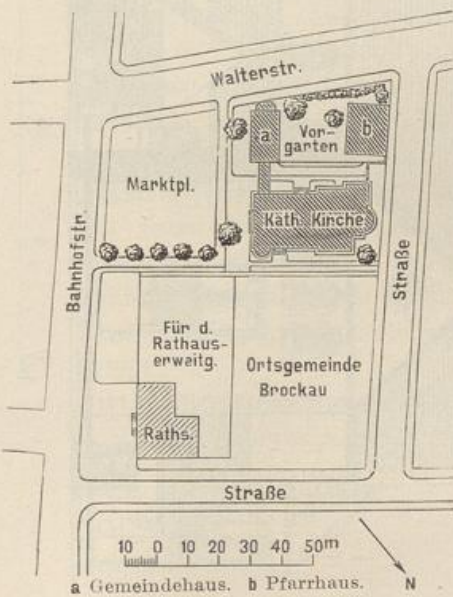 Walterstr.
a
Vor-
garten
b
Marktpl.
Kath. Kirche
Bahnhofstr.
Straße
Für d.
Rathaus-
erweitg.
Ortsgemeinde
Brockau
Raths.
Straße
10 0 10 20 30 40 50m
N
a Gemeindehaus. b Pfarrhaus.